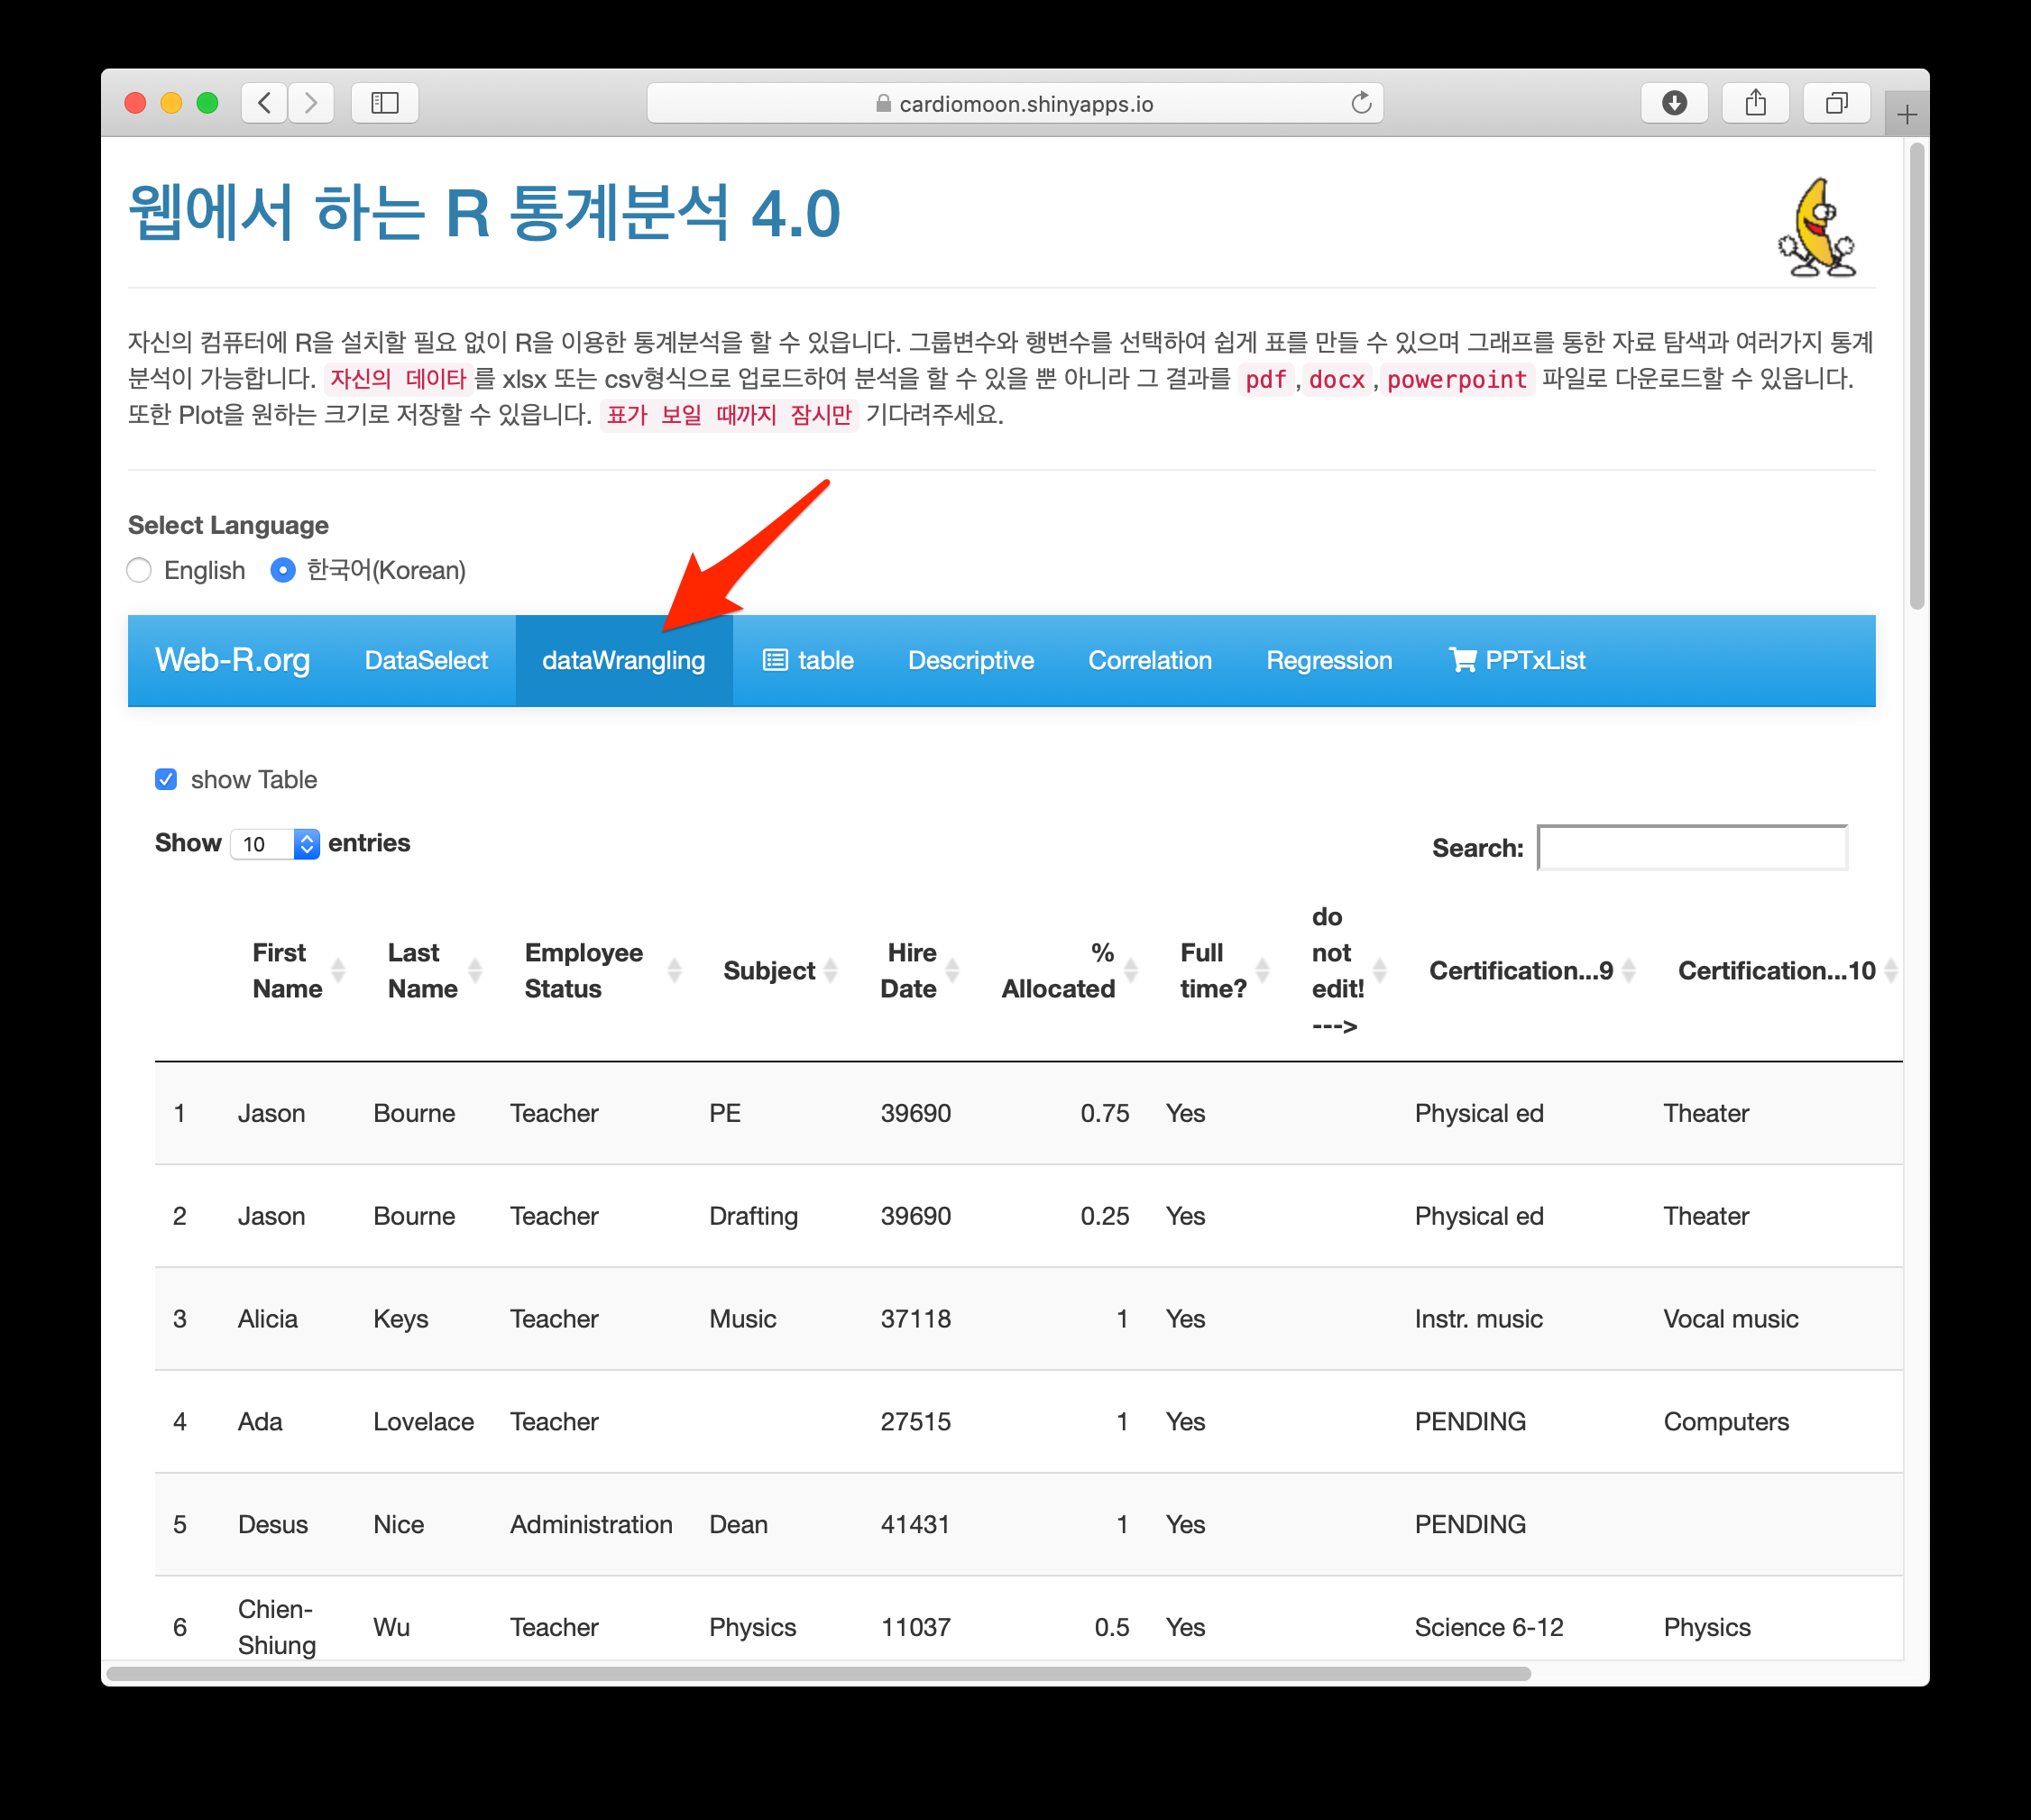 cardiomoon.shinyapps.io
웹에서 하는 R 통계분석 4.0
자신의 컴퓨터에 R을 설치할 필요 없이 R을 이용한 통계분석을 할 수 있읍니다. 그룹변수와 행변수를 선택하여 쉽게 표를 만들 수 있으며 그래프를 통한 자료 탐색과 여러가지 통계
분석이 가능합니다. 자신의 데이타 를 xlsx 또는 csv형식으로 업로드하여 분석을 할 수 있을 뿐 아니라 그 결과를 pdf , docx , powerpoint 파일로 다운로드할 수 있읍니다.
또한 Plot을 원하는 크기로 저장할 수 있읍니다. 표가 보일 때까지 잠시만 기다려주세요.
Select Language
English 한국어(Korean)
Web-R.org DataSelect dataWrangling table Descriptive Correlation Regression PPTxList
show Table
Show 10 entries Search:
First Name Last Name Employee Status Subject Hire Date % Allocated Full time? do not edit! ---> Certification...9 Certification...10
1 Jason Bourne Teacher PE 39690 0.75 Yes Physical ed Theater
2 Jason Bourne Teacher Drafting 39690 0.25 Yes Physical ed Theater
3 Alicia Keys Teacher Music 37118 1 Yes Instr. music Vocal music
4 Ada Lovelace Teacher 27515 1 Yes PENDING Computers
5 Desus Nice Administration Dean 41431 1 Yes PENDING
6 Chien-Shiung Wu Teacher Physics 11037 0.5 Yes Science 6-12 Physics